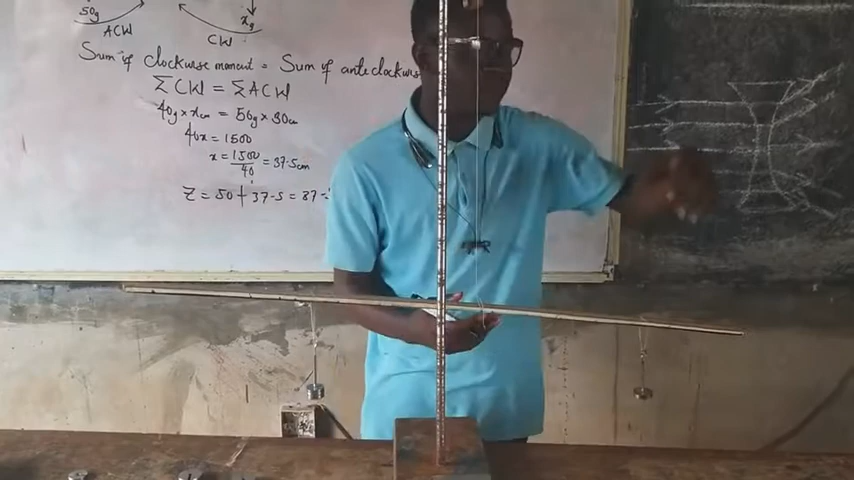 50g
ACW
x g
CW
Sum of clockwise moment = Sum of anticlockwise
ΣCW = ΣACW
40g × xcm = 50g × 30cm
40x = 1500
x = 1500/40 = 37.5cm
Z = 50 + 37.5 = 87.